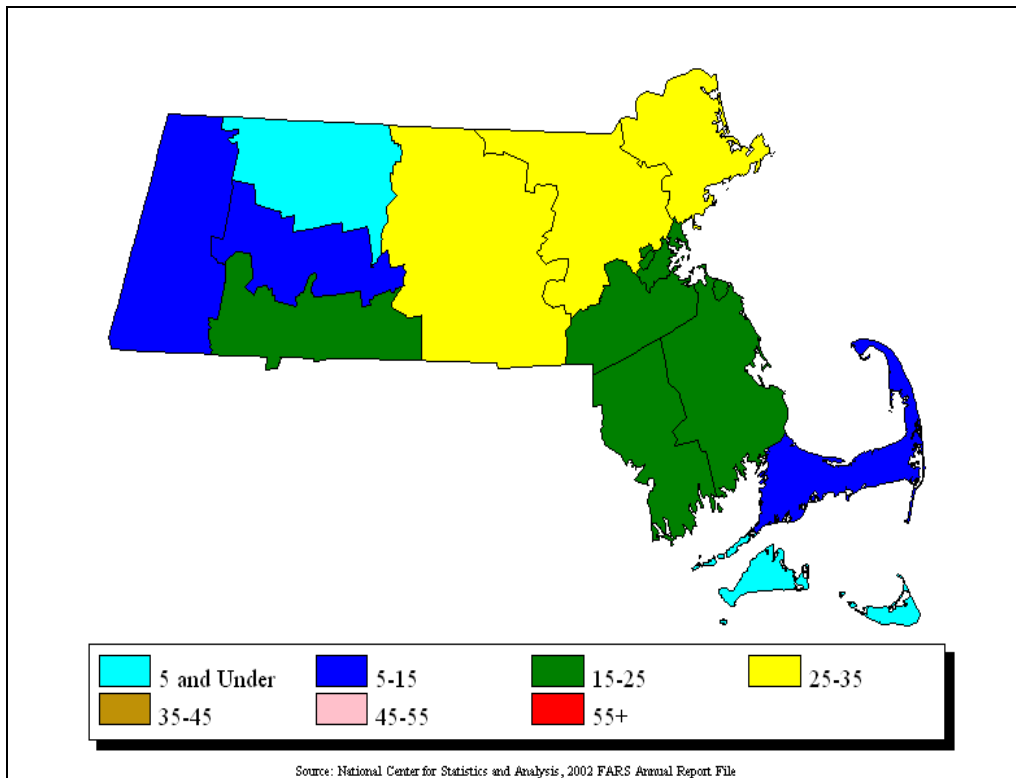 5 and Under 5-15 15-25 25-35
35-45 45-55 55+
Source: National Center for Statistics and Analysis, 2002 FARS Annual Report File